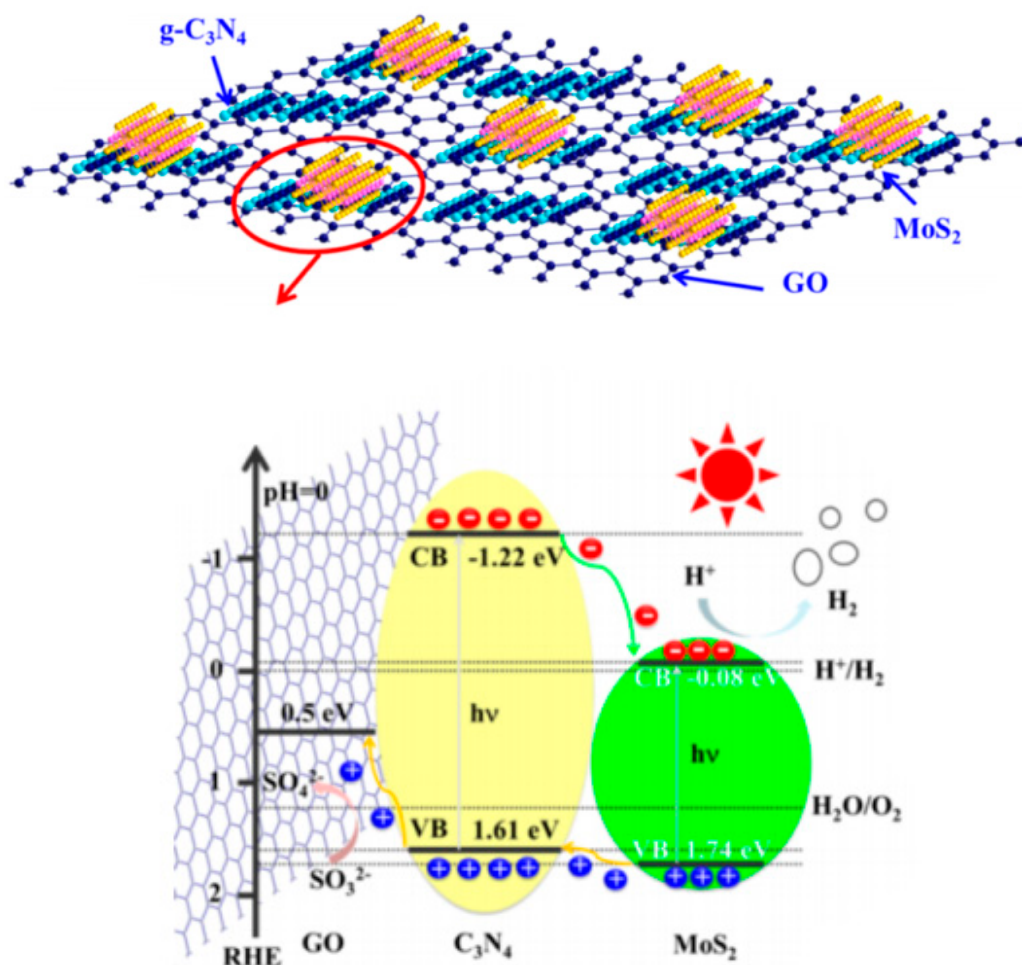 g-C₃N₄
MoS₂
GO
pH=0
-1
0
1
2
RHE
CB -1.22 eV
H⁺
H₂
CB -0.08 eV
H⁺/H₂
0.5 eV
hν
hν
SO₄²⁻
H₂O/O₂
VB 1.61 eV
VB 1.74 eV
SO₃²⁻
GO
C₃N₄
MoS₂